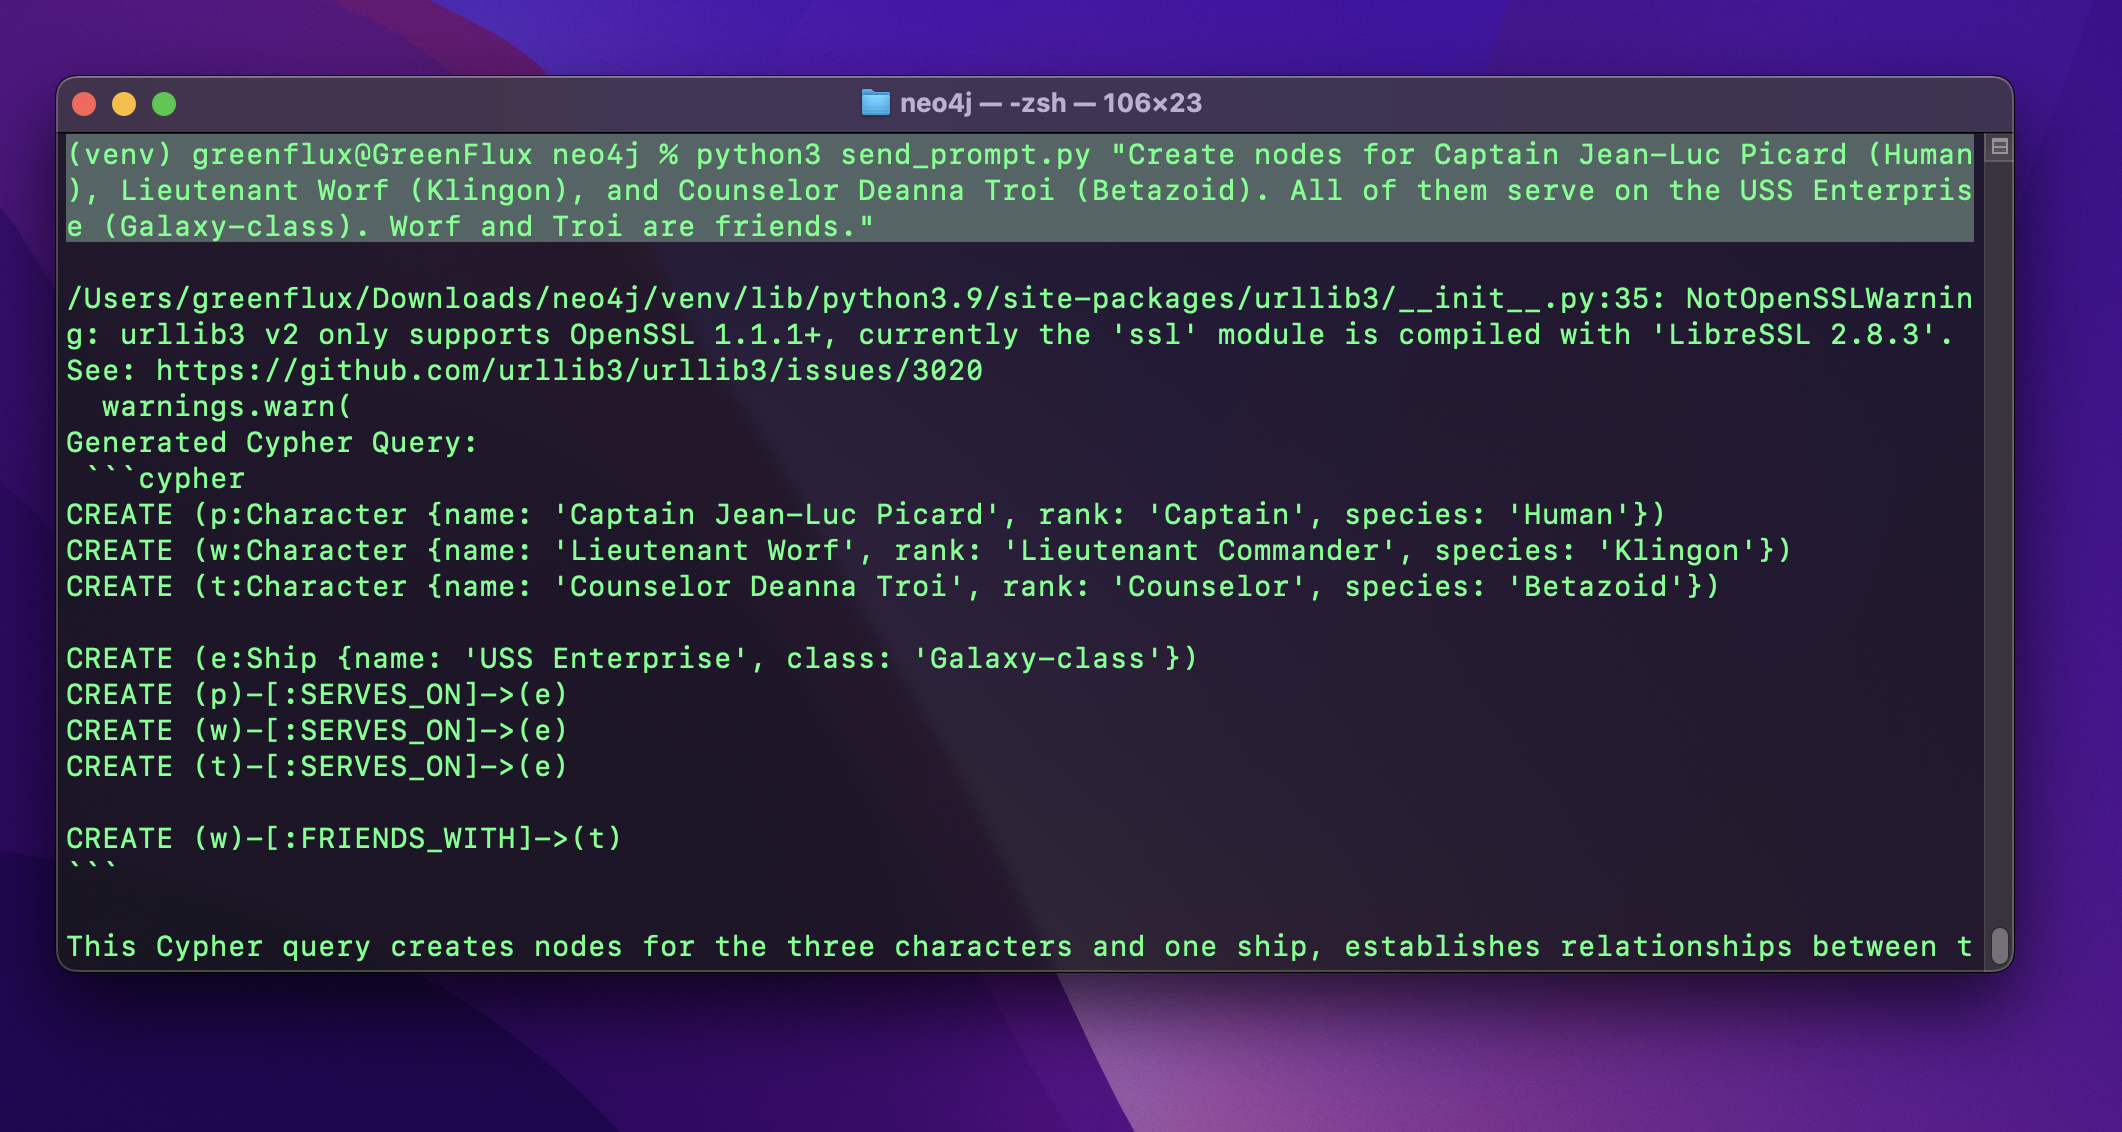 neo4j — -zsh — 106×23
(venv) greenflux@GreenFlux neo4j % python3 send_prompt.py "Create nodes for Captain Jean-Luc Picard (Human
), Lieutenant Worf (Klingon), and Counselor Deanna Troi (Betazoid). All of them serve on the USS Enterpris
e (Galaxy-class). Worf and Troi are friends."
/Users/greenflux/Downloads/neo4j/venv/lib/python3.9/site-packages/urllib3/__init__.py:35: NotOpenSSLWarnin
g: urllib3 v2 only supports OpenSSL 1.1.1+, currently the 'ssl' module is compiled with 'LibreSSL 2.8.3'.
See: https://github.com/urllib3/urllib3/issues/3020
  warnings.warn(
Generated Cypher Query:
 ```cypher
CREATE (p:Character {name: 'Captain Jean-Luc Picard', rank: 'Captain', species: 'Human'})
CREATE (w:Character {name: 'Lieutenant Worf', rank: 'Lieutenant Commander', species: 'Klingon'})
CREATE (t:Character {name: 'Counselor Deanna Troi', rank: 'Counselor', species: 'Betazoid'})
CREATE (e:Ship {name: 'USS Enterprise', class: 'Galaxy-class'})
CREATE (p)-[:SERVES_ON]->(e)
CREATE (w)-[:SERVES_ON]->(e)
CREATE (t)-[:SERVES_ON]->(e)
CREATE (w)-[:FRIENDS_WITH]->(t)
```
This Cypher query creates nodes for the three characters and one ship, establishes relationships between t